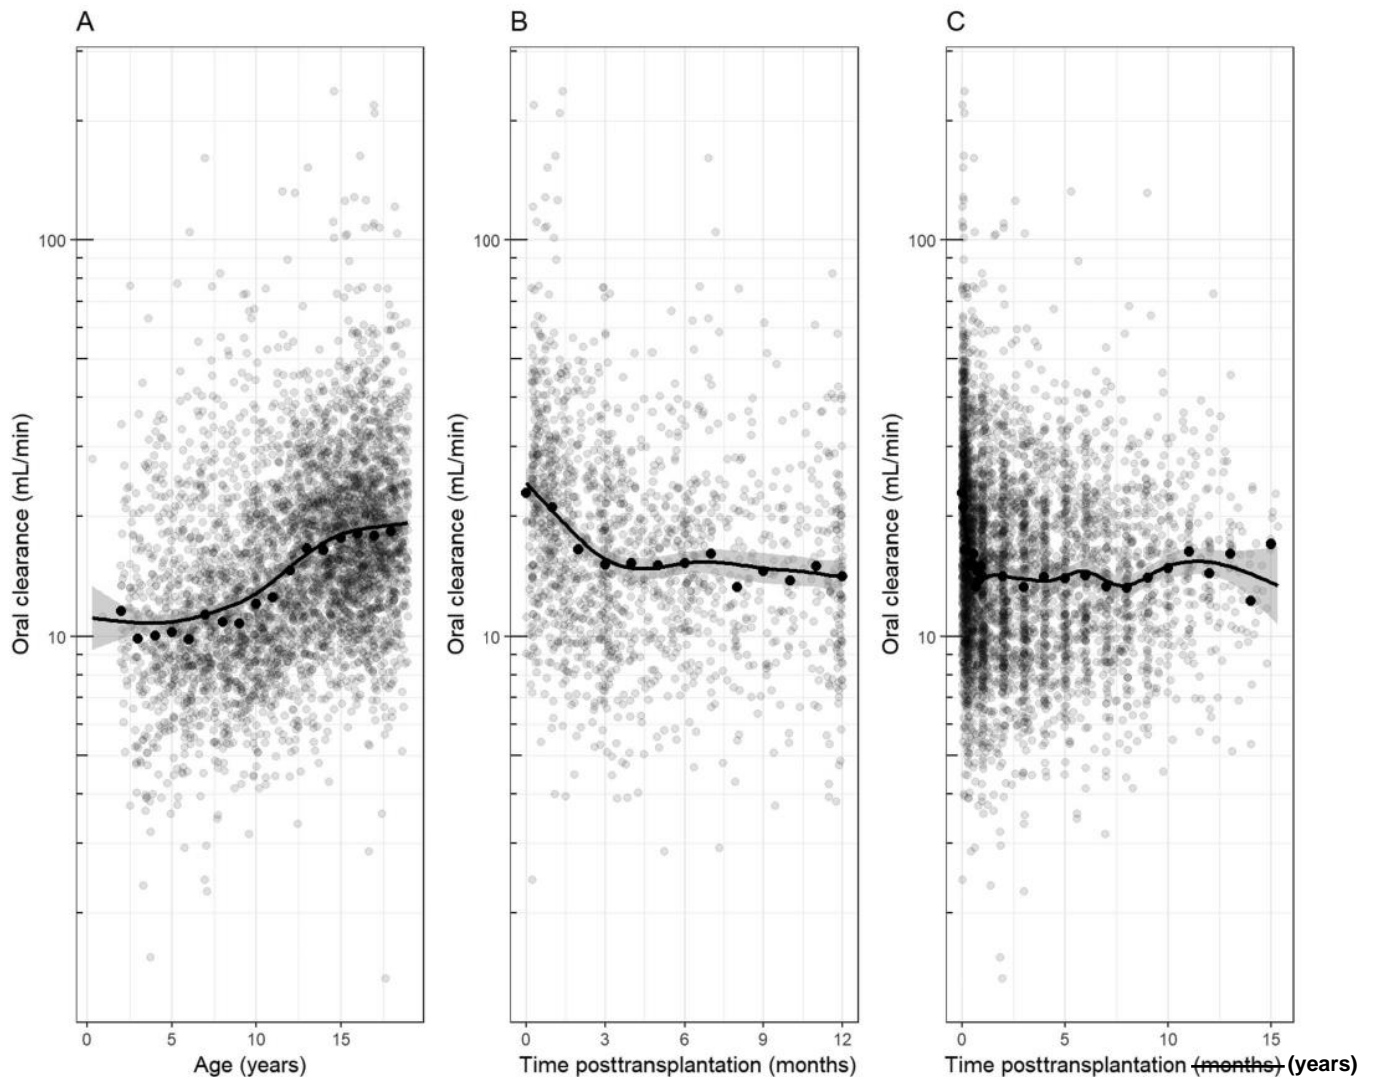 A
B
C
Oral clearance (mL/min)
100
10
0 5 10 15
Age (years)
Oral clearance (mL/min)
100
10
0 3 6 9 12
Time posttransplantation (months)
Oral clearance (mL/min)
100
10
0 5 10 15
Time posttransplantation (months) (years)